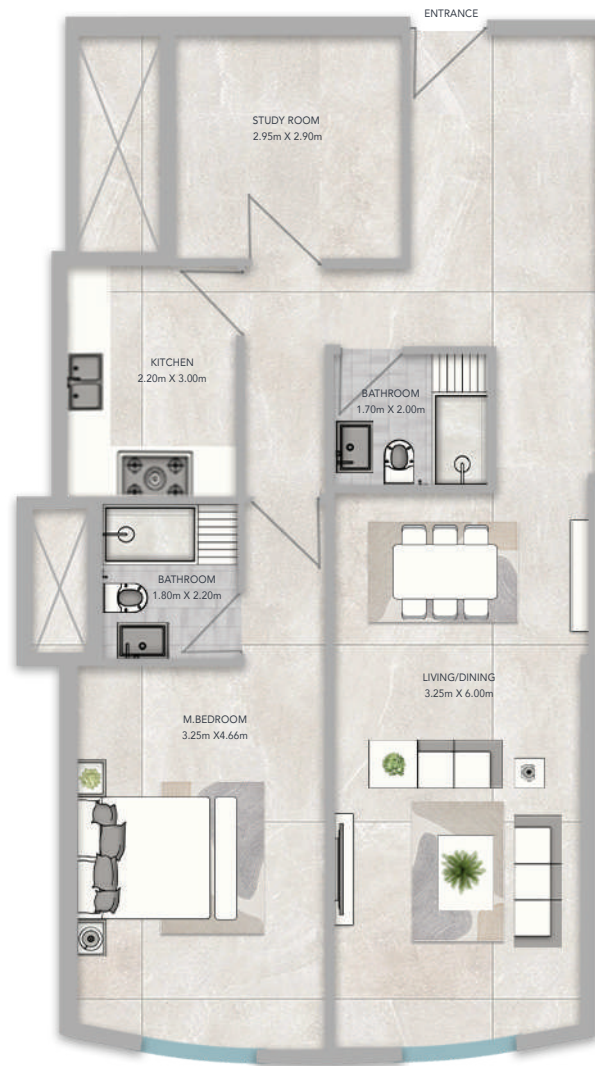 ENTRANCE
STUDY ROOM
2.95m X 2.90m
KITCHEN
2.20m X 3.00m
BATHROOM
1.70m X 2.00m
BATHROOM
1.80m X 2.20m
LIVING/DINING
3.25m X 6.00m
M.BEDROOM
3.25m X4.66m